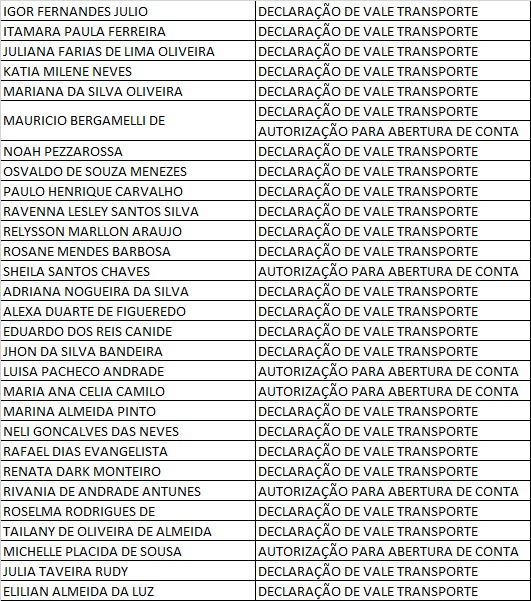 IGOR FERNANDES JULIO DECLARAÇÃO DE VALE TRANSPORTE
ITAMARA PAULA FERREIRA DECLARAÇÃO DE VALE TRANSPORTE
JULIANA FARIAS DE LIMA OLIVEIRA DECLARAÇÃO DE VALE TRANSPORTE
KATIA MILENE NEVES DECLARAÇÃO DE VALE TRANSPORTE
MARIANA DA SILVA OLIVEIRA DECLARAÇÃO DE VALE TRANSPORTE
MAURICIO BERGAMELLI DE DECLARAÇÃO DE VALE TRANSPORTE
AUTORIZAÇÃO PARA ABERTURA DE CONTA
NOAH PEZZAROSSA DECLARAÇÃO DE VALE TRANSPORTE
OSVALDO DE SOUZA MENEZES DECLARAÇÃO DE VALE TRANSPORTE
PAULO HENRIQUE CARVALHO DECLARAÇÃO DE VALE TRANSPORTE
RAVENNA LESLEY SANTOS SILVA DECLARAÇÃO DE VALE TRANSPORTE
RELYSSON MARLLON ARAUJO DECLARAÇÃO DE VALE TRANSPORTE
ROSANE MENDES BARBOSA DECLARAÇÃO DE VALE TRANSPORTE
SHEILA SANTOS CHAVES AUTORIZAÇÃO PARA ABERTURA DE CONTA
ADRIANA NOGUEIRA DA SILVA DECLARAÇÃO DE VALE TRANSPORTE
ALEXA DUARTE DE FIGUEREDO DECLARAÇÃO DE VALE TRANSPORTE
EDUARDO DOS REIS CANIDE DECLARAÇÃO DE VALE TRANSPORTE
JHON DA SILVA BANDEIRA DECLARAÇÃO DE VALE TRANSPORTE
LUISA PACHECO ANDRADE AUTORIZAÇÃO PARA ABERTURA DE CONTA
MARIA ANA CELIA CAMILO AUTORIZAÇÃO PARA ABERTURA DE CONTA
MARINA ALMEIDA PINTO DECLARAÇÃO DE VALE TRANSPORTE
NELI GONCALVES DAS NEVES DECLARAÇÃO DE VALE TRANSPORTE
RAFAEL DIAS EVANGELISTA DECLARAÇÃO DE VALE TRANSPORTE
RENATA DARK MONTEIRO DECLARAÇÃO DE VALE TRANSPORTE
RIVANIA DE ANDRADE ANTUNES AUTORIZAÇÃO PARA ABERTURA DE CONTA
ROSELMA RODRIGUES DE DECLARAÇÃO DE VALE TRANSPORTE
TAILANY DE OLIVEIRA DE ALMEIDA DECLARAÇÃO DE VALE TRANSPORTE
MICHELLE PLACIDA DE SOUSA AUTORIZAÇÃO PARA ABERTURA DE CONTA
JULIA TAVEIRA RUDY DECLARAÇÃO DE VALE TRANSPORTE
ELILIAN ALMEIDA DA LUZ DECLARAÇÃO DE VALE TRANSPORTE